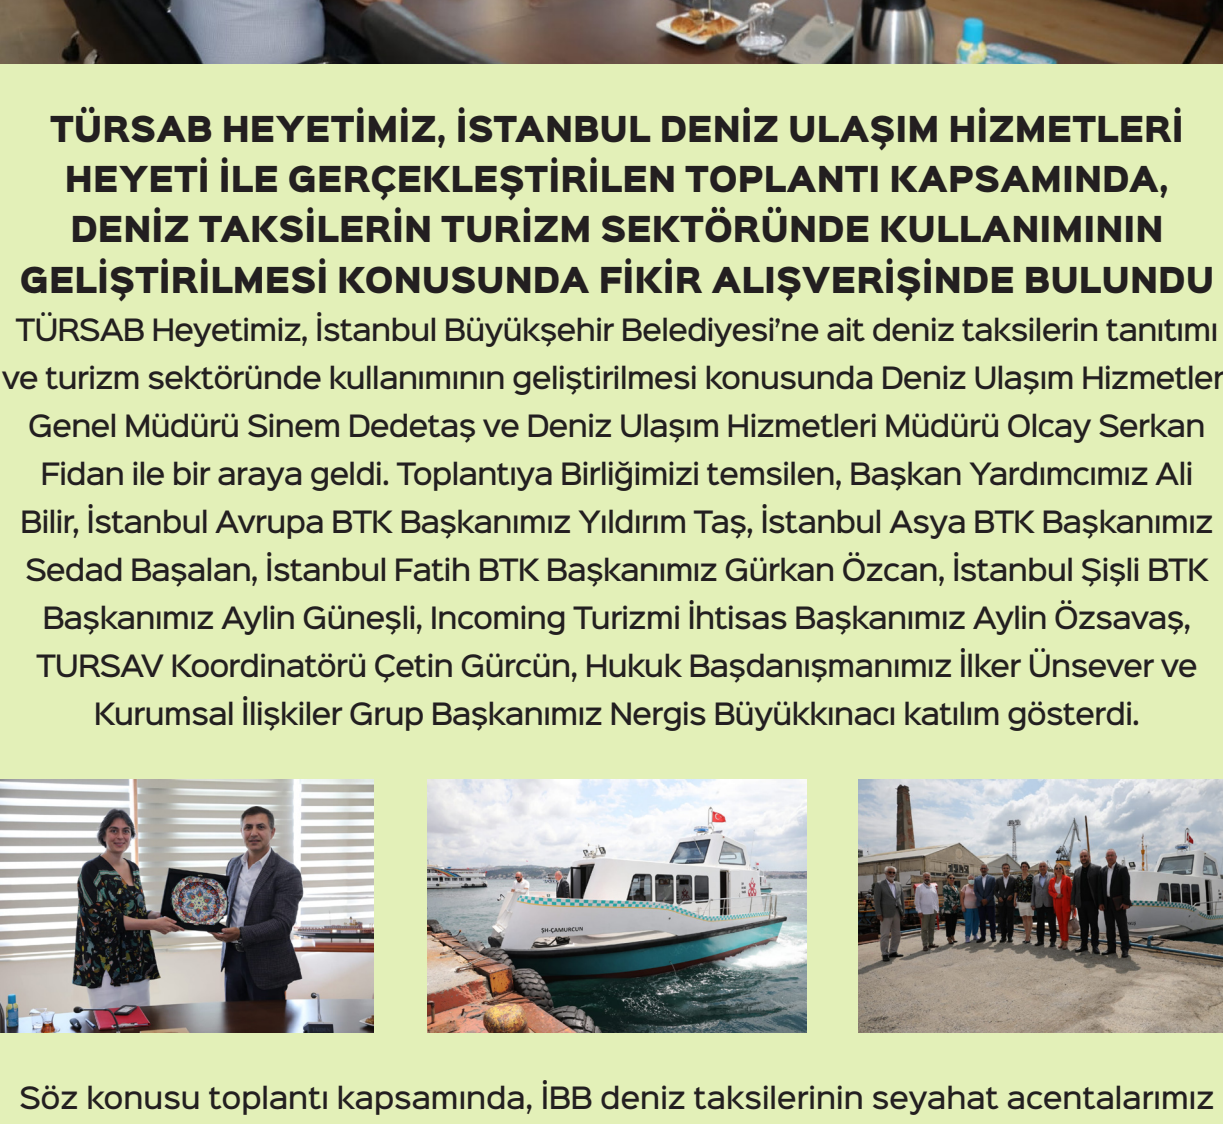 TÜRSAB HEYETİMİZ, İSTANBUL DENİZ ULAŞIM HİZMETLERİ
HEYETİ İLE GERÇEKLEŞTİRİLEN TOPLANTI KAPSAMINDA,
DENİZ TAKSİLERİN TURİZM SEKTÖRÜNDE KULLANIMININ
GELİŞTİRİLMESİ KONUSUNDA FİKİR ALIŞVERİŞİNDE BULUNDU
TÜRSAB Heyetimiz, İstanbul Büyükşehir Belediyesi’ne ait deniz taksilerin tanıtımı
ve turizm sektöründe kullanımının geliştirilmesi konusunda Deniz Ulaşım Hizmetler
Genel Müdürü Sinem Dedetaş ve Deniz Ulaşım Hizmetleri Müdürü Olcay Serkan
Fidan ile bir araya geldi. Toplantıya Birliğimizi temsilen, Başkan Yardımcımız Ali
Bilir, İstanbul Avrupa BTK Başkanımız Yıldırım Taş, İstanbul Asya BTK Başkanımız
Sedad Başalan, İstanbul Fatih BTK Başkanımız Gürkan Özcan, İstanbul Şişli BTK
Başkanımız Aylin Güneşli, Incoming Turizmi İhtisas Başkanımız Aylin Özsavaş,
TURSAV Koordinatörü Çetin Gürcün, Hukuk Başdanışmanımız İlker Ünsever ve
Kurumsal İlişkiler Grup Başkanımız Nergis Büyükkınacı katılım gösterdi.
SH-ÇAMURCUN
Söz konusu toplantı kapsamında, İBB deniz taksilerinin seyahat acentalarımız